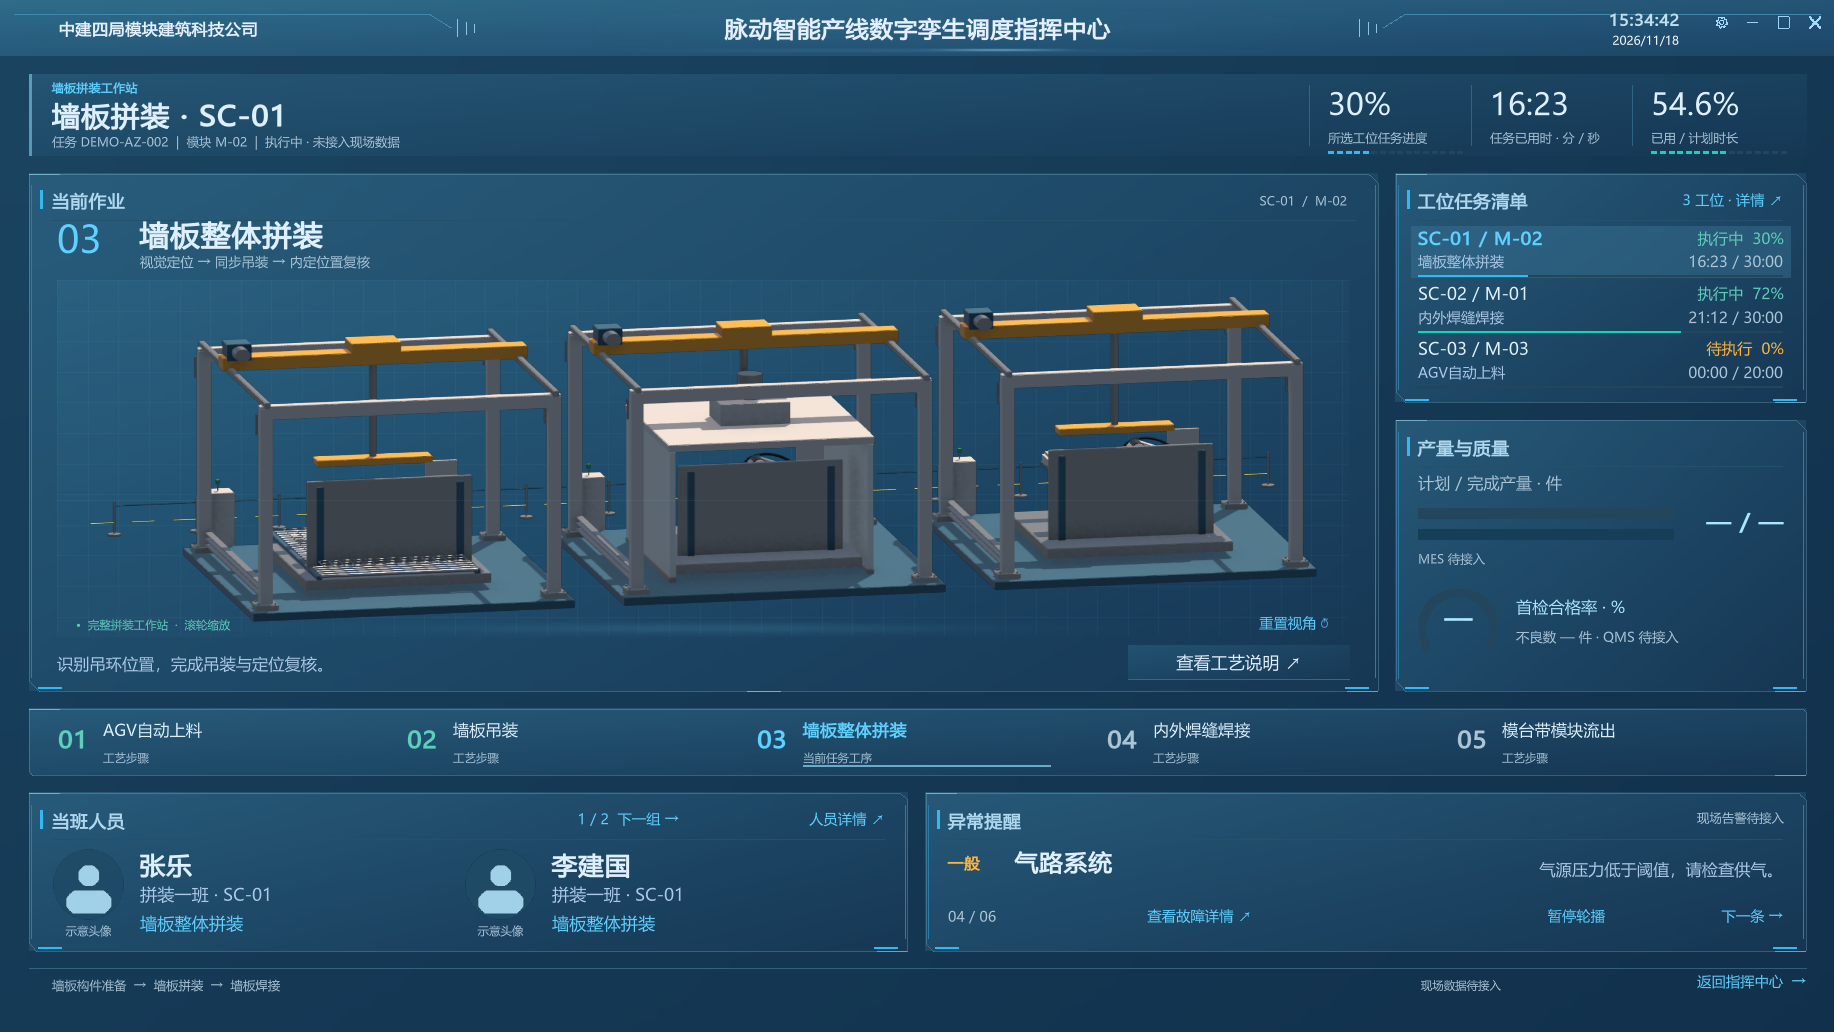 中建四局模块建筑科技公司
脉动智能产线数字孪生调度指挥中心
15:34:42
2026/11/18
墙板拼装工作站
墙板拼装 · SC-01
任务 DEMO-AZ-002 | 模块 M-02 | 执行中 · 未接入现场数据
30%
所选工位任务进度
16:23
任务已用时 · 分 / 秒
54.6%
已用 / 计划时长
当前作业
SC-01 / M-02
03
墙板整体拼装
视觉定位 → 同步吊装 → 内定位置复核
• 完整拼装工作站 · 滚轮缩放
重置视角
识别吊环位置，完成吊装与定位复核。
查看工艺说明 ↗
工位任务清单
3 工位 · 详情 ↗
SC-01 / M-02
执行中 30%
墙板整体拼装
16:23 / 30:00
SC-02 / M-01
执行中 72%
内外焊缝焊接
21:12 / 30:00
SC-03 / M-03
待执行 0%
AGV自动上料
00:00 / 20:00
产量与质量
计划 / 完成产量 · 件
— / —
MES 待接入
—
首检合格率 · %
不良数 — 件 · QMS 待接入
01
AGV自动上料
工艺步骤
02
墙板吊装
工艺步骤
03
墙板整体拼装
当前任务工序
04
内外焊缝焊接
工艺步骤
05
模台带模块流出
工艺步骤
当班人员
1 / 2 下一组 →
人员详情 ↗
张乐
拼装一班 · SC-01
墙板整体拼装
示意头像
李建国
拼装一班 · SC-01
墙板整体拼装
示意头像
异常提醒
现场告警待接入
一般
气路系统
气源压力低于阈值，请检查供气。
04 / 06
查看故障详情 ↗
暂停轮播
下一条 →
墙板构件准备 → 墙板拼装 → 墙板焊接
现场数据待接入
返回指挥中心 →